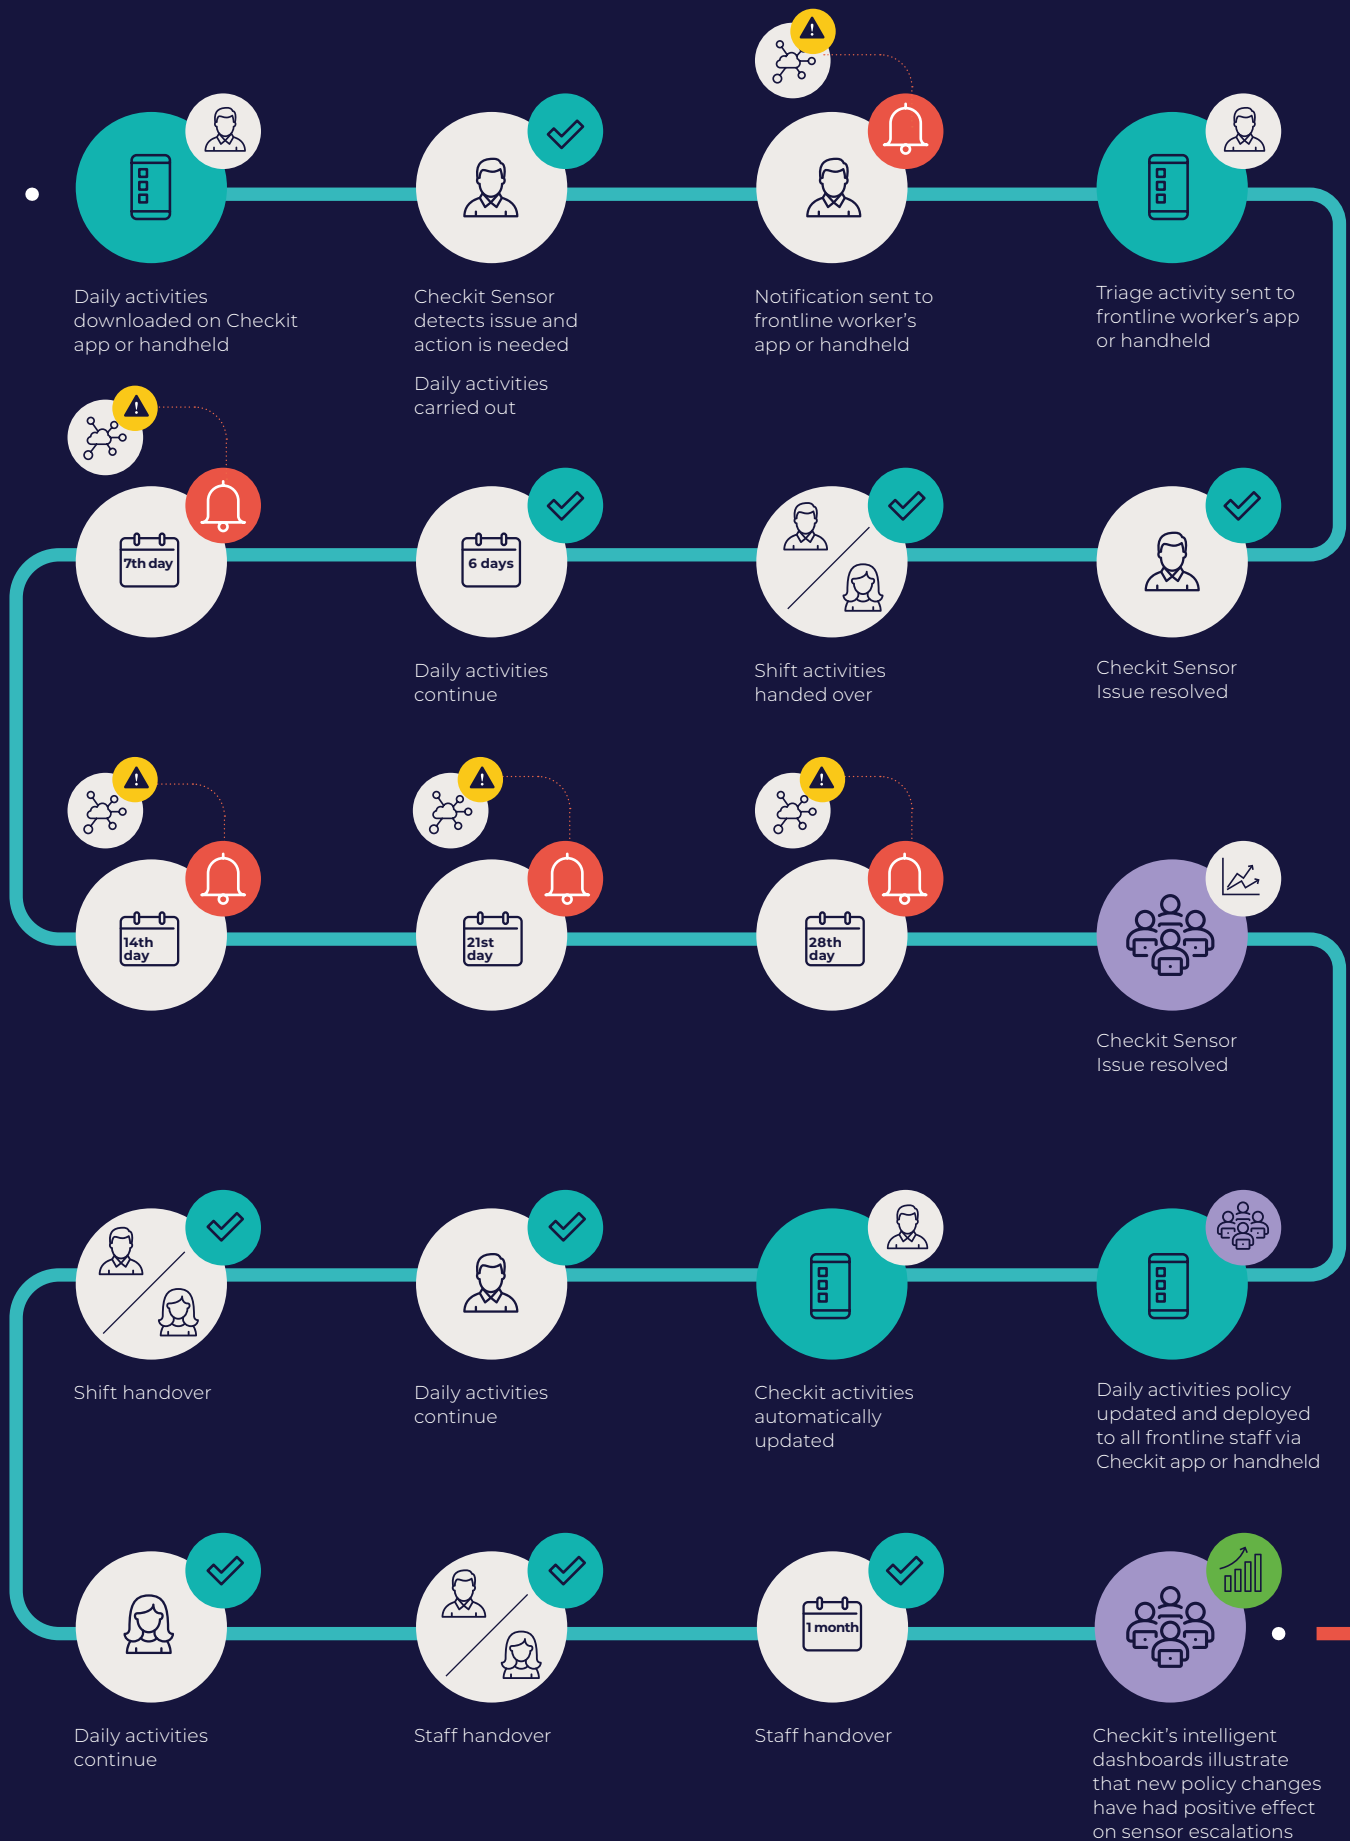 Daily activities
downloaded on Checkit
app or handheld
Checkit Sensor
detects issue and
action is needed
Daily activities
carried out
Notification sent to
frontline worker’s
app or handheld
Triage activity sent to
frontline worker’s app
or handheld
7th day
6 days
Daily activities
continue
Shift activities
handed over
Checkit Sensor
Issue resolved
14th
day
21st
day
28th
day
Checkit Sensor
Issue resolved
Shift handover
Daily activities
continue
Checkit activities
automatically
updated
Daily activities policy
updated and deployed
to all frontline staff via
Checkit app or handheld
Daily activities
continue
Staff handover
1 month
Staff handover
Checkit’s intelligent
dashboards illustrate
that new policy changes
have had positive effect
on sensor escalations